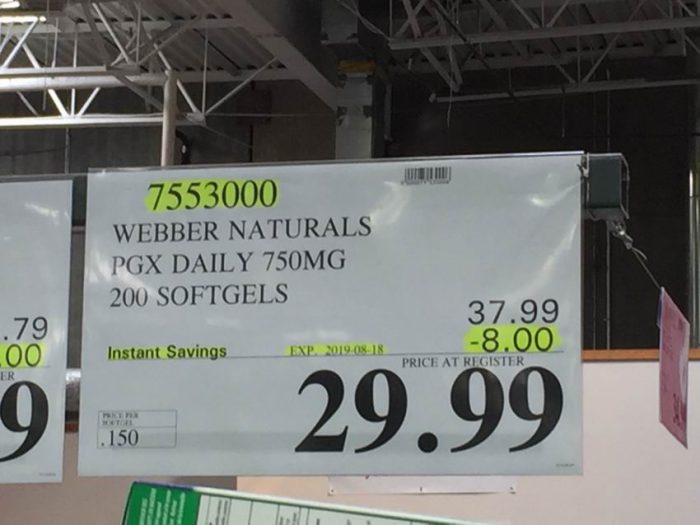 7553000
WEBBER NATURALS
PGX DAILY 750MG
200 SOFTGELS
37.99
Instant Savings
EXP. 2019-08-18
-8.00
PRICE AT REGISTER
29.99
PRICE PER
SOFTGEL
.150
.79
.00
ER
9